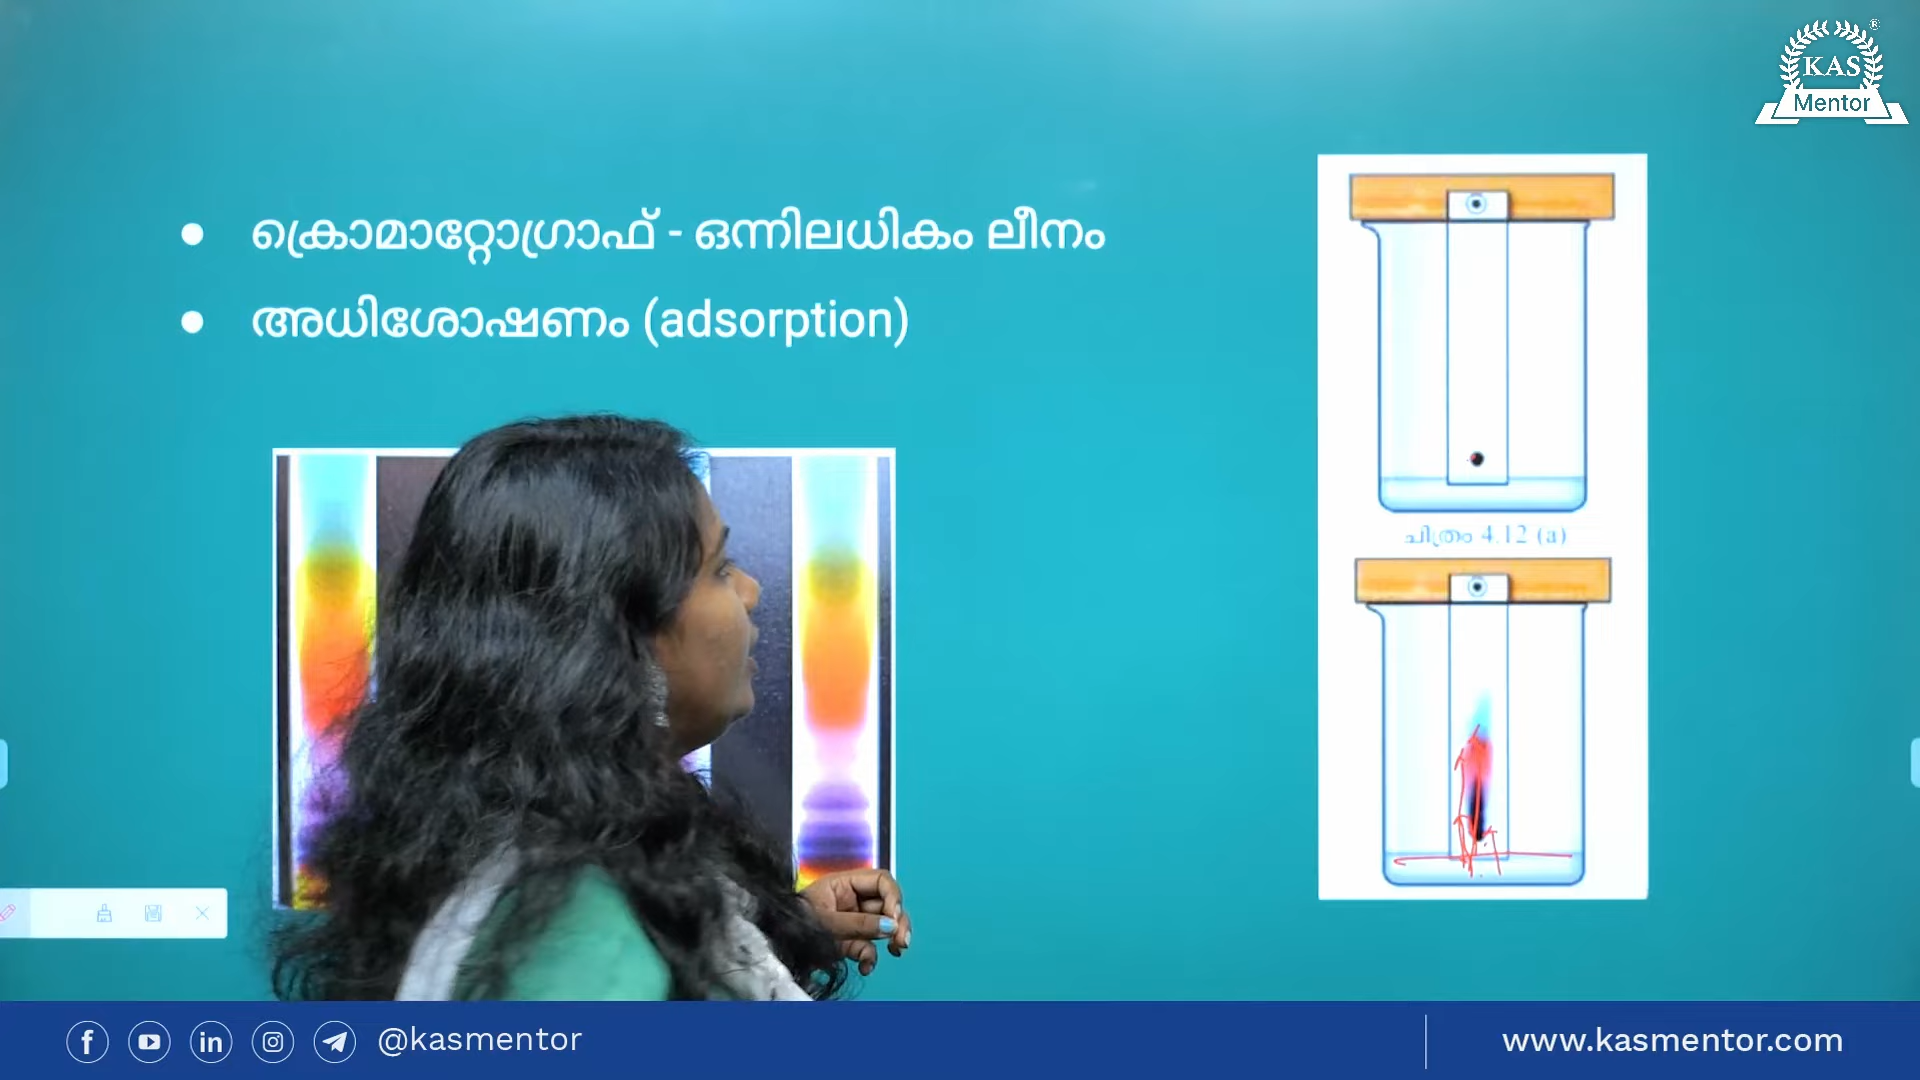 KAS
Mentor
®
ക്രൊമാറ്റോഗ്രാഫ് - ഒന്നിലധികം ലീനം
അധിശോഷണം (adsorption)
ചിത്രം 4.12 (a)
@kasmentor
www.kasmentor.com